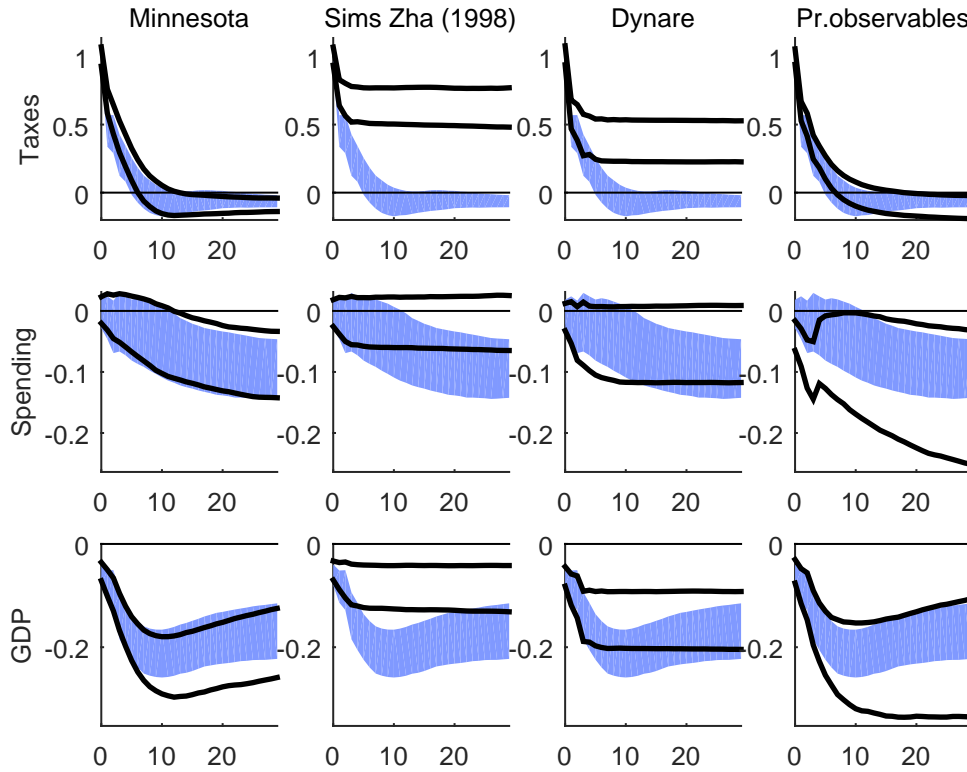 Minnesota Sims Zha (1998) Dynare Pr.observables
Taxes
1 1 1 1
0.5 0.5 0.5 0.5
0 0 0 0
0 10 20 0 10 20 0 10 20 0 10 20
Spending
0 0 0 0
-0.1 -0.1 -0.1 -0.1
-0.2 -0.2 -0.2 -0.2
0 10 20 0 10 20 0 10 20 0 10 20
GDP
0 0 0 0
-0.2 -0.2 -0.2 -0.2
0 10 20 0 10 20 0 10 20 0 10 20